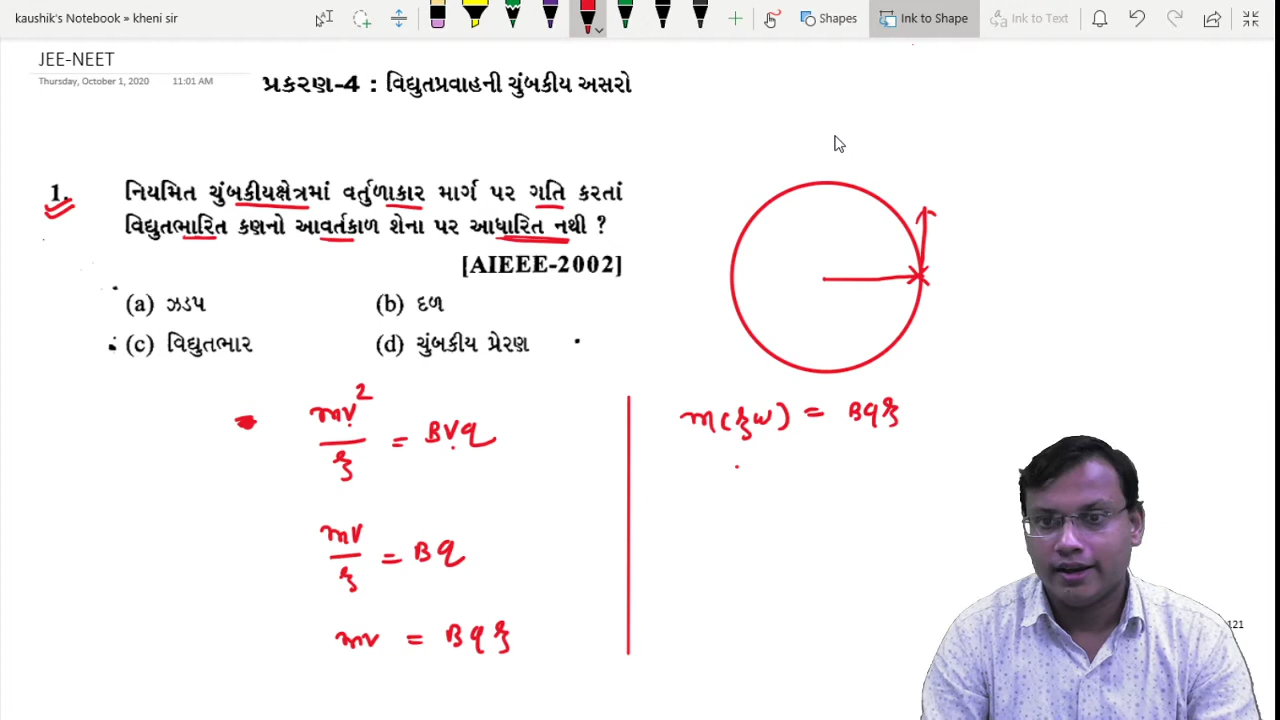 kaushik's Notebook » kheni sir
Shapes
Ink to Shape
Ink to Text
JEE-NEET
Thursday, October 1, 2020 11:01 AM
પ્રકરણ-4 : વિદ્યુતપ્રવાહની ચુંબકીય અસરો
1. નિયમિત ચુંબકીયક્ષેત્રમાં વર્તુળાકાર માર્ગ પર ગતિ કરતાં
વિદ્યુતભારિત કણનો આવર્તકાળ શેના પર આધારિત નથી ?
[AIEEE-2002]
(a) ઝડપ (b) દળ
(c) વિદ્યુતભાર (d) ચુંબકીય પ્રેરણ
mv²/r = BVq
mv/r = Bq
mv = Bqr
m(rω) = Bqr
121